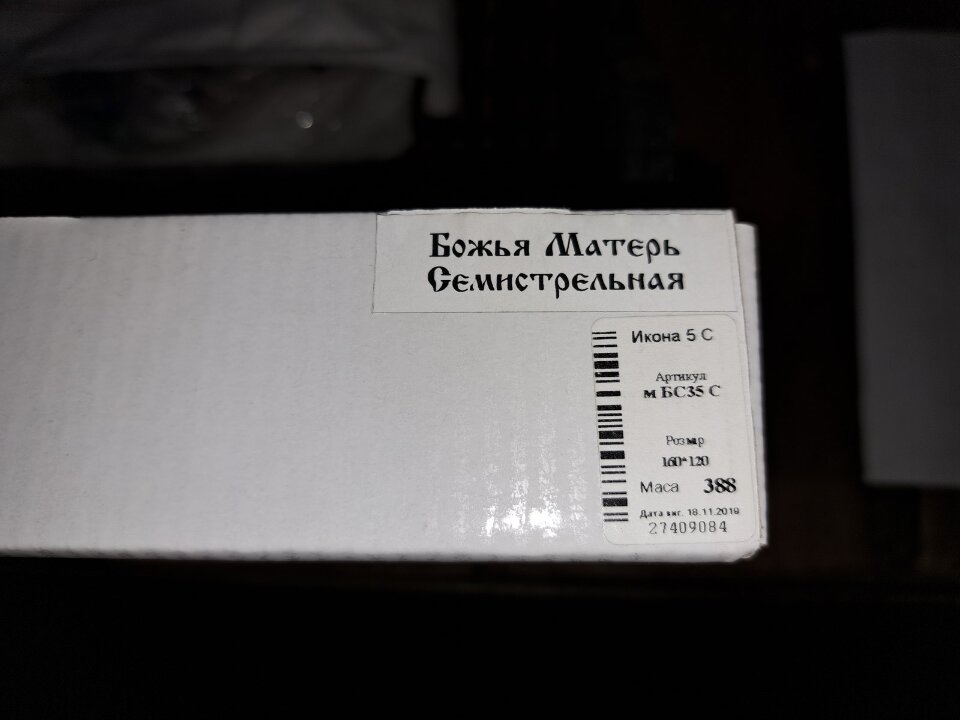 Божья Матерь
Семистрельная
Икона 5 С
Артикул
м БС35 С
Розмір
160*120
Маса 388
Дата виг. 18.11.2019
27409084